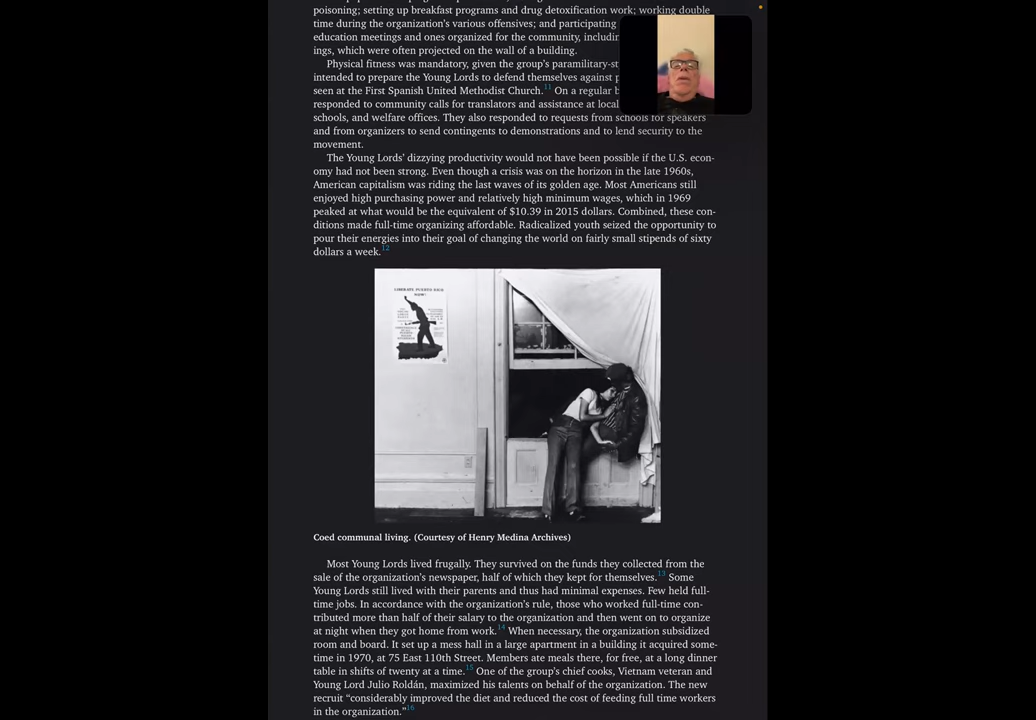 poisoning; setting up breakfast programs and drug detoxification work; working double
time during the organization's various offensives; and participating
education meetings and ones organized for the community, includin
ings, which were often projected on the wall of a building.
Physical fitness was mandatory, given the group's paramilitary-st
intended to prepare the Young Lords to defend themselves against p
seen at the First Spanish United Methodist Church.11 On a regular b
responded to community calls for translators and assistance at local
schools, and welfare offices. They also responded to requests from schools for speakers
and from organizers to send contingents to demonstrations and to lend security to the
movement.
The Young Lords' dizzying productivity would not have been possible if the U.S. econ-
omy had not been strong. Even though a crisis was on the horizon in the late 1960s,
American capitalism was riding the last waves of its golden age. Most Americans still
enjoyed high purchasing power and relatively high minimum wages, which in 1969
peaked at what would be the equivalent of $10.39 in 2015 dollars. Combined, these con-
ditions made full-time organizing affordable. Radicalized youth seized the opportunity to
pour their energies into their goal of changing the world on fairly small stipends of sixty
dollars a week.12
LIBERATE PUERTO RICO
NOW!
Coed communal living. (Courtesy of Henry Medina Archives)
Most Young Lords lived frugally. They survived on the funds they collected from the
sale of the organization's newspaper, half of which they kept for themselves.13 Some
Young Lords still lived with their parents and thus had minimal expenses. Few held full-
time jobs. In accordance with the organization's rule, those who worked full-time con-
tributed more than half of their salary to the organization and then went on to organize
at night when they got home from work.14 When necessary, the organization subsidized
room and board. It set up a mess hall in a large apartment in a building it acquired some-
time in 1970, at 75 East 110th Street. Members ate meals there, for free, at a long dinner
table in shifts of twenty at a time.15 One of the group's chief cooks, Vietnam veteran and
Young Lord Julio Roldán, maximized his talents on behalf of the organization. The new
recruit “considerably improved the diet and reduced the cost of feeding full time workers
in the organization.”16